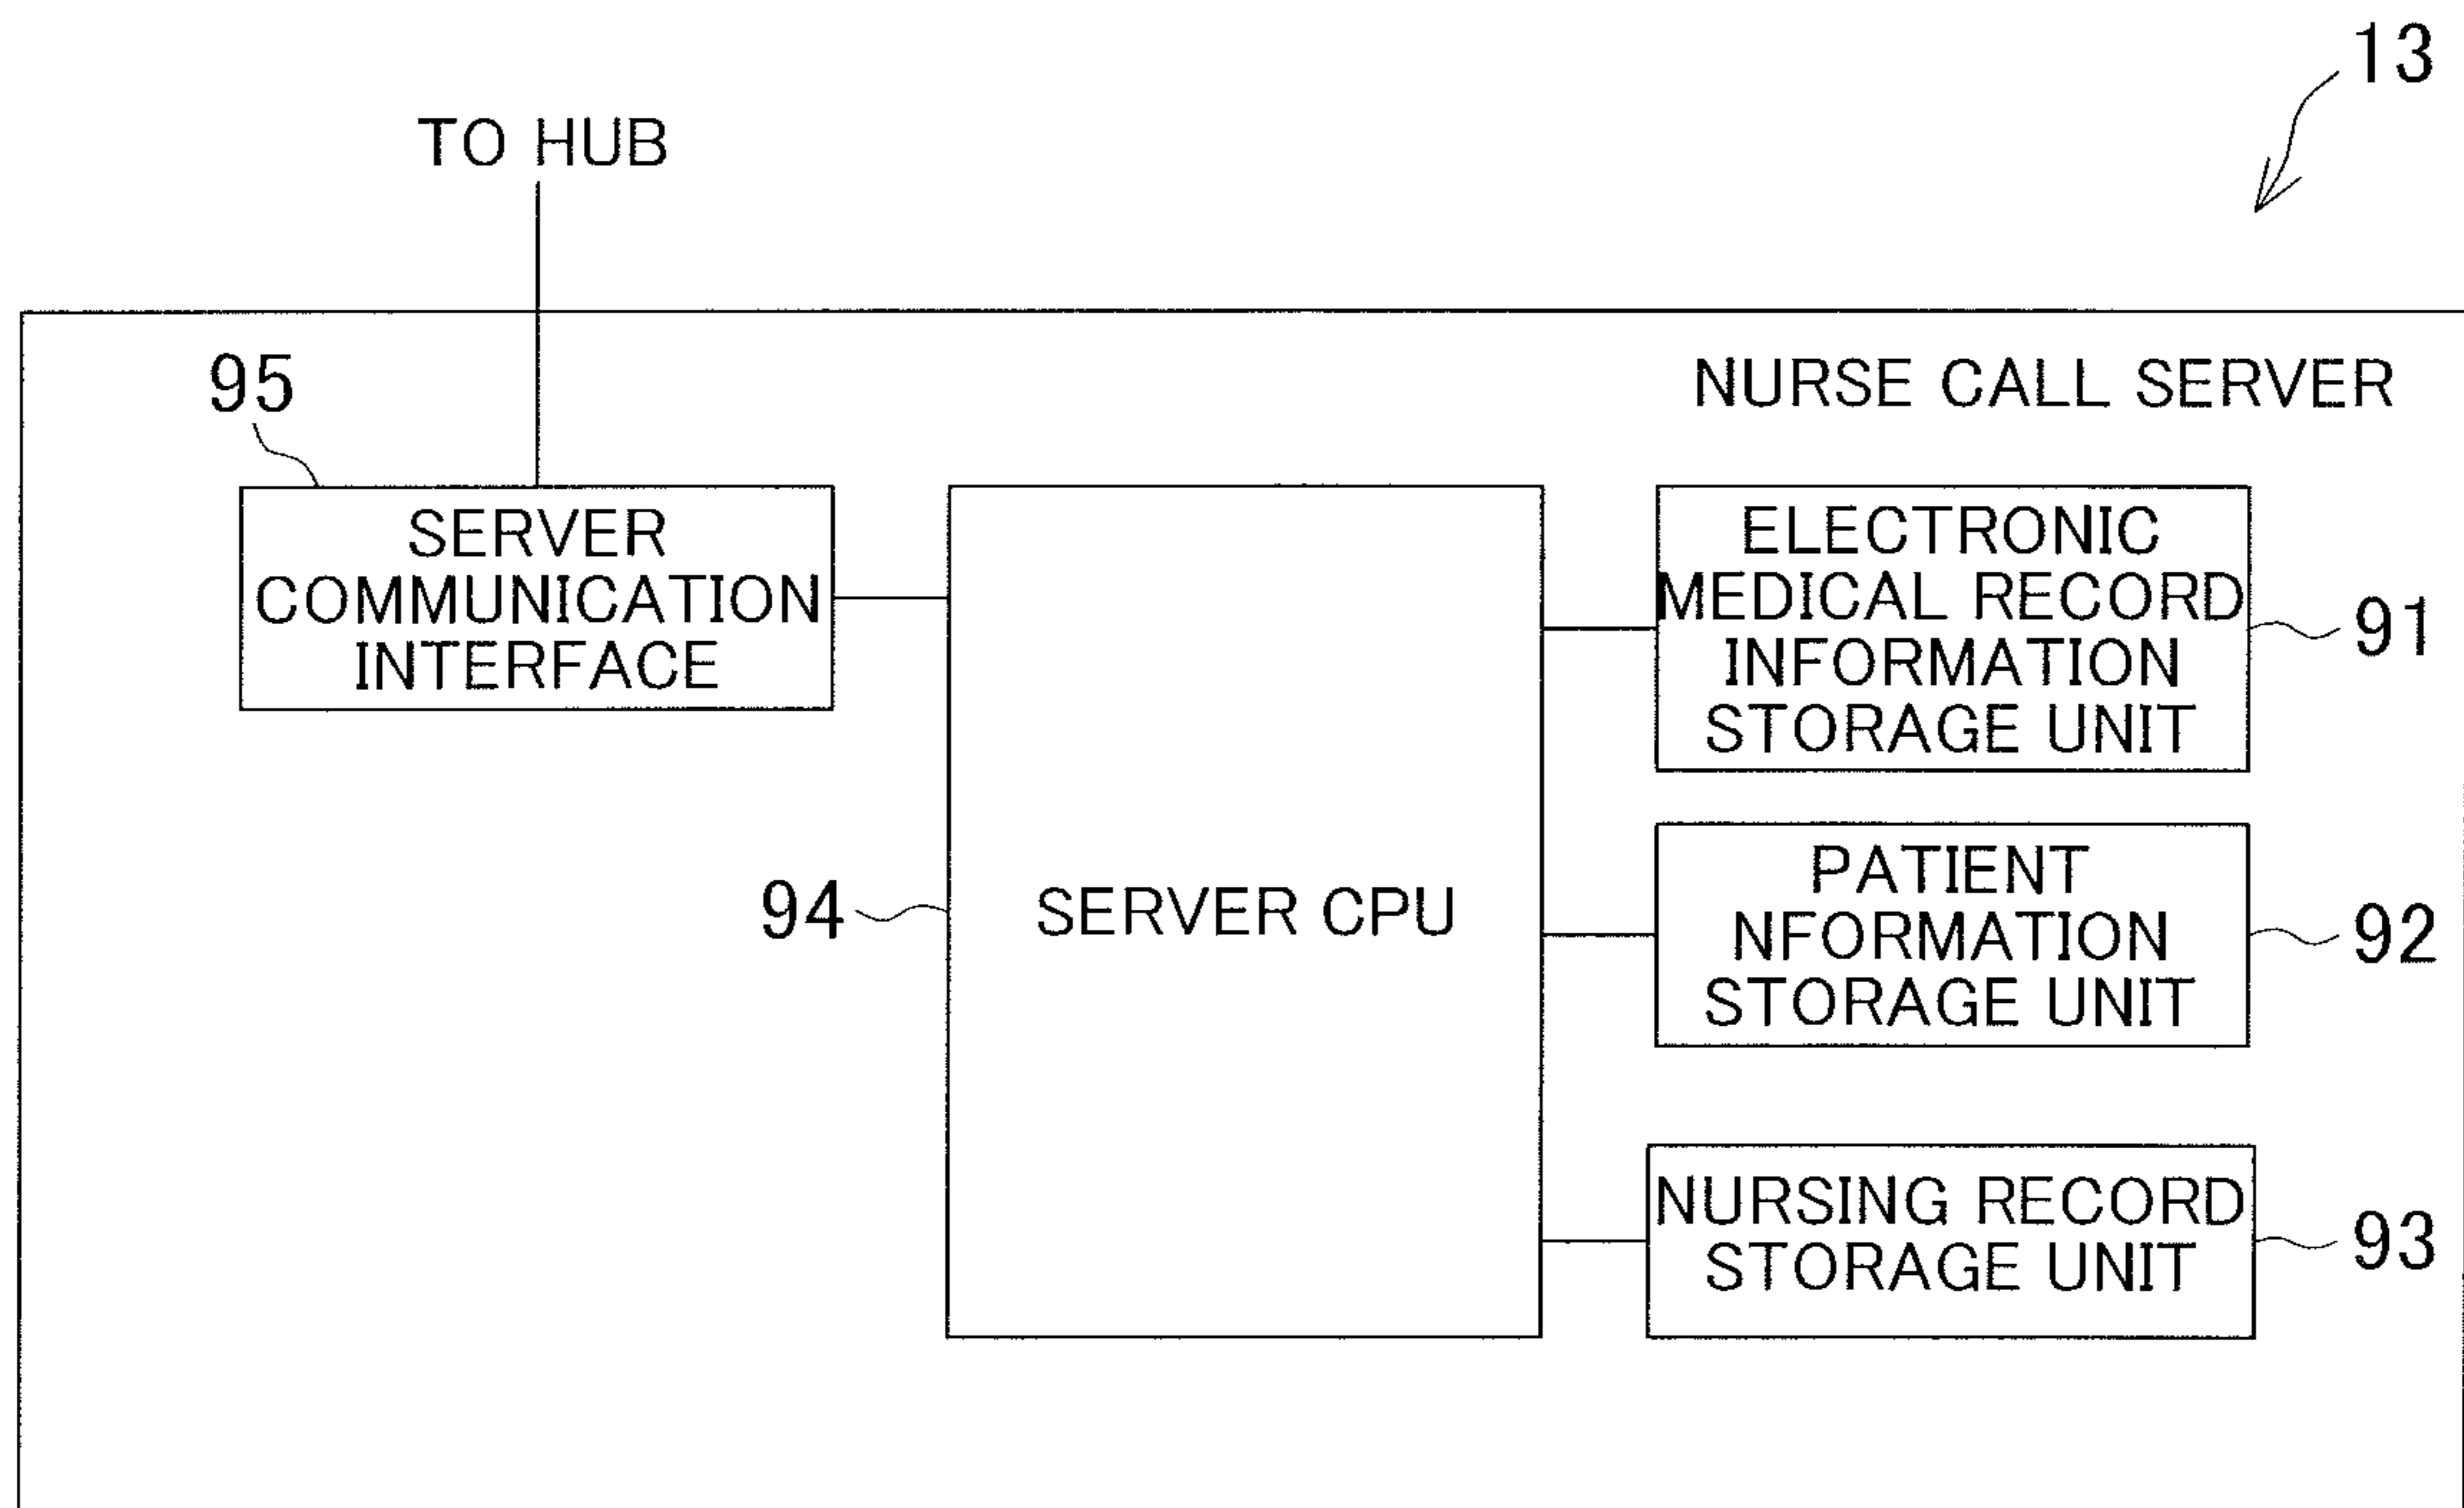 13
TO HUB
NURSE CALL SERVER
95
SERVER
COMMUNICATION
INTERFACE
94
SERVER CPU
ELECTRONIC
MEDICAL RECORD
INFORMATION
STORAGE UNIT
91
PATIENT
NFORMATION
STORAGE UNIT
92
NURSING RECORD
STORAGE UNIT
93